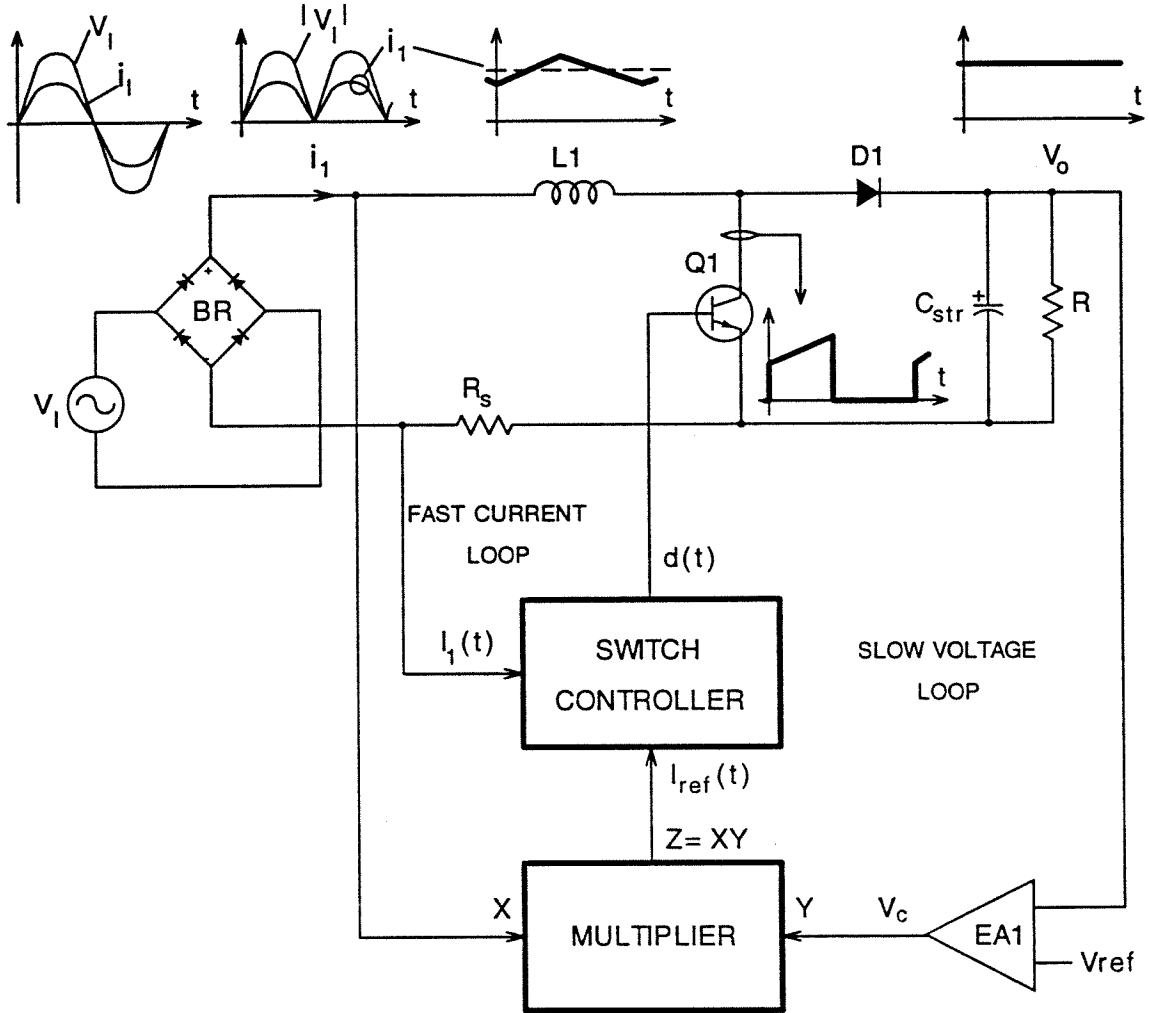 V_I
i_I
t
|V_I|
i_1
t
t
t
i_1
L1
D1
V_o
Q1
BR
+
-
C_str
+
R
t
V_I
R_s
FAST CURRENT
LOOP
d(t)
I_1(t)
SWITCH
CONTROLLER
SLOW VOLTAGE
LOOP
I_ref(t)
Z= XY
X
MULTIPLIER
Y
V_c
EA1
Vref